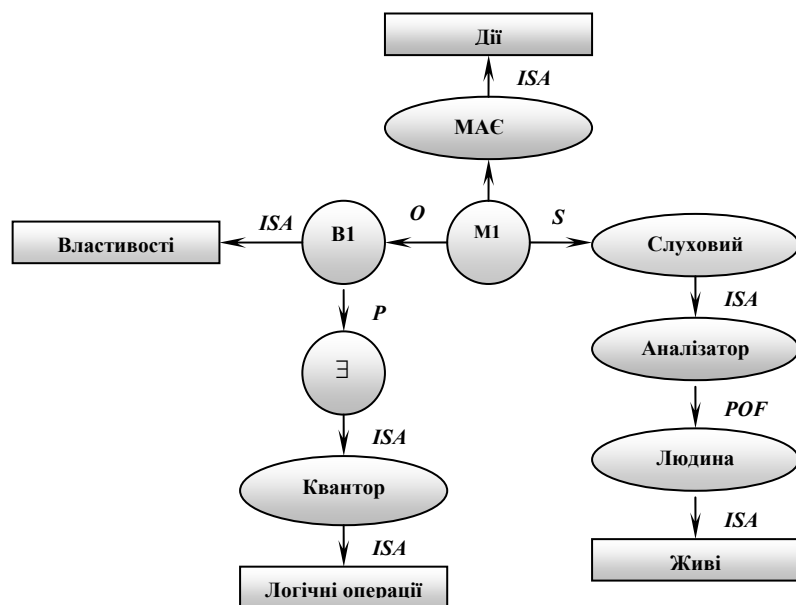 Дії
ISA
МАЄ
ISA
O
S
Властивості
В1
М1
Слуховий
ISA
P
Аналізатор
∃
POF
ISA
Людина
Квантор
ISA
ISA
Живі
Логічні операції